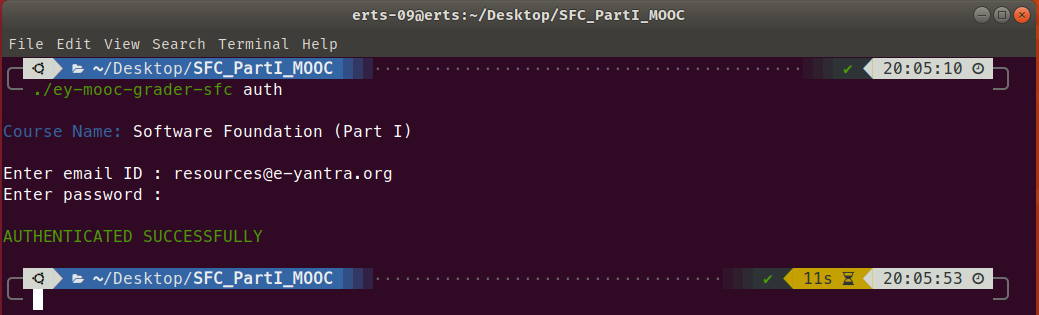 erts-09@erts:~/Desktop/SFC_PartI_MOOC
File Edit View Search Terminal Help
~/Desktop/SFC_PartI_MOOC ✔ 20:05:10
./ey-mooc-grader-sfc auth
Course Name: Software Foundation (Part I)
Enter email ID : resources@e-yantra.org
Enter password :
AUTHENTICATED SUCCESSFULLY
~/Desktop/SFC_PartI_MOOC ✔ 11s 20:05:53